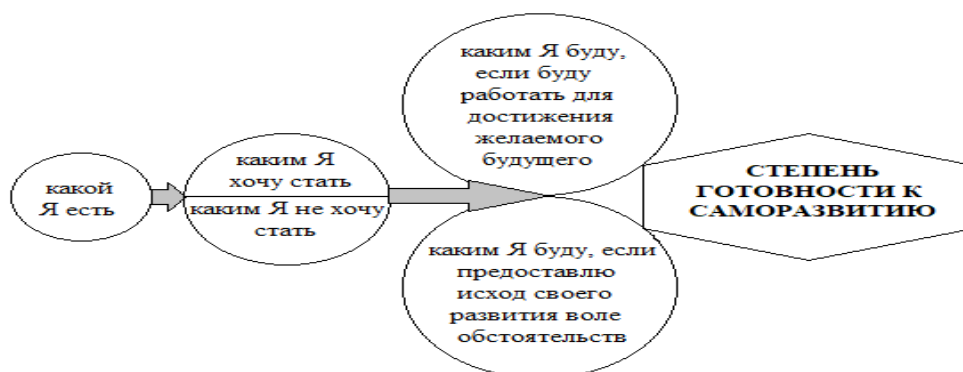 какой
Я есть
каким Я
хочу стать
каким Я не хочу
стать
каким Я буду,
если буду
работать для
достижения
желаемого
будущего
каким Я буду, если
предоставлю
исход своего
развития воле
обстоятельств
СТЕПЕНЬ
ГОТОВНОСТИ К
САМОРАЗВИТИЮ